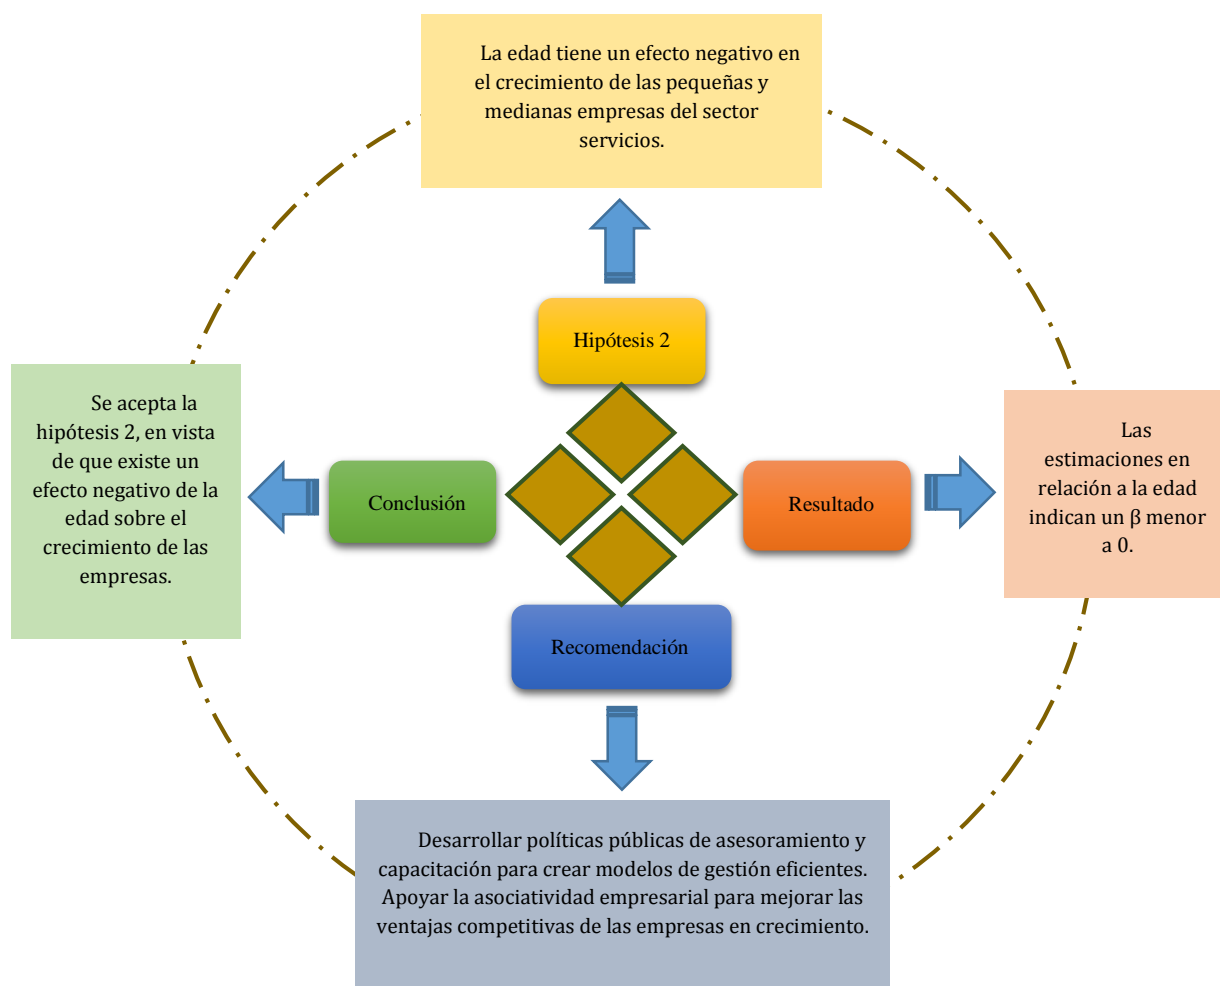 La edad tiene un efecto negativo en
el crecimiento de las pequeñas y
medianas empresas del sector
servicios.
Hipótesis 2
Se acepta la
hipótesis 2, en vista
de que existe un
efecto negativo de la
edad sobre el
crecimiento de las
empresas.
Conclusión
Resultado
Las
estimaciones en
relación a la edad
indican un β menor
a 0.
Recomendación
Desarrollar políticas públicas de asesoramiento y
capacitación para crear modelos de gestión eficientes.
Apoyar la asociatividad empresarial para mejorar las
ventajas competitivas de las empresas en crecimiento.